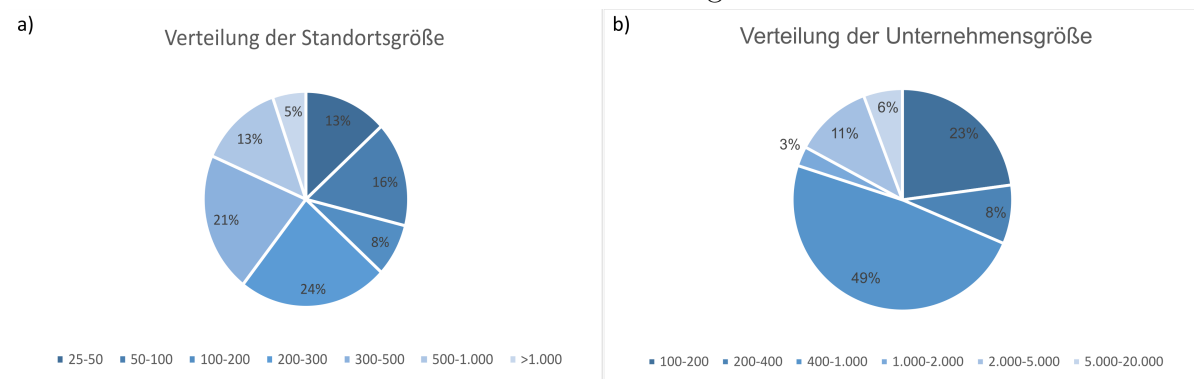 a)
Verteilung der Standortsgröße
5%
13%
13%
16%
21%
8%
24%
25-50 50-100 100-200 200-300 300-500 500-1.000 >1.000
b)
Verteilung der Unternehmensgröße
6%
23%
11%
3%
8%
49%
100-200 200-400 400-1.000 1.000-2.000 2.000-5.000 5.000-20.000